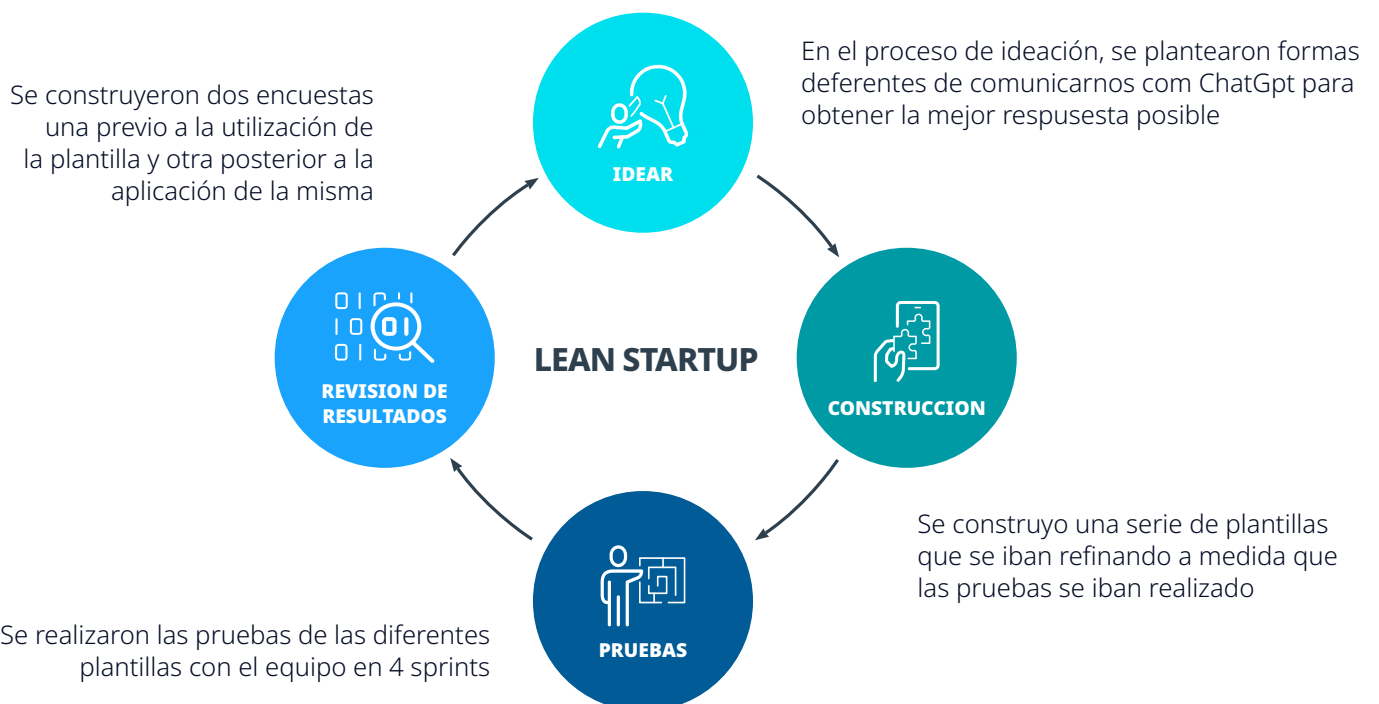 En el proceso de ideación, se plantearon formas
deferentes de comunicarnos com ChatGpt para
obtener la mejor respusesta posible
Se construyeron dos encuestas
una previo a la utilización de
la plantilla y otra posterior a la
aplicación de la misma
IDEAR
LEAN STARTUP
REVISION DE
RESULTADOS
CONSTRUCCION
Se construyo una serie de plantillas
que se iban refinando a medida que
las pruebas se iban realizado
Se realizaron las pruebas de las diferentes
plantillas con el equipo en 4 sprints
PRUEBAS